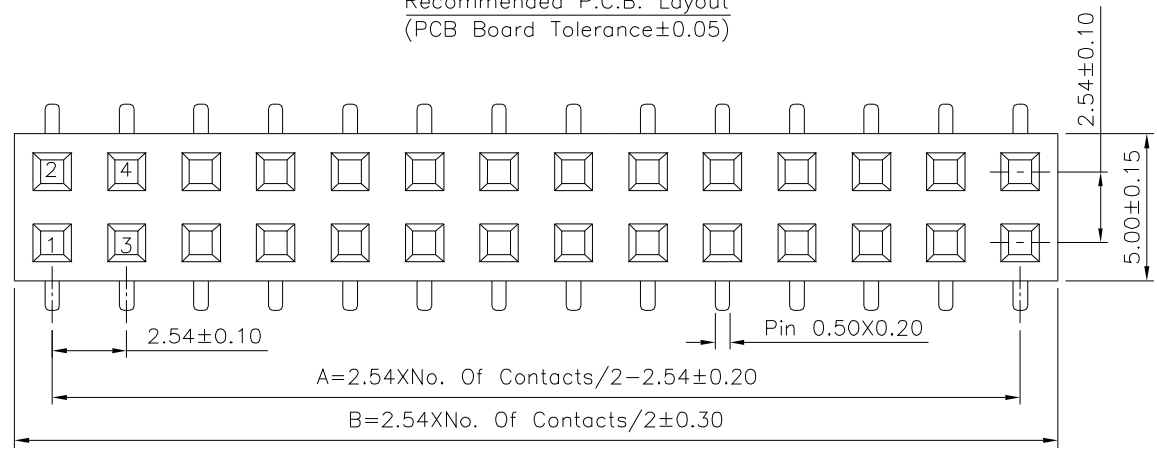 Recommended P.C.B. Layout
(PCB Board Tolerance±0.05)
2.54±0.10
5.00±0.15
2 4
1 3
2.54±0.10
Pin 0.50X0.20
A=2.54XNo. Of Contacts/2-2.54±0.20
B=2.54XNo. Of Contacts/2±0.30